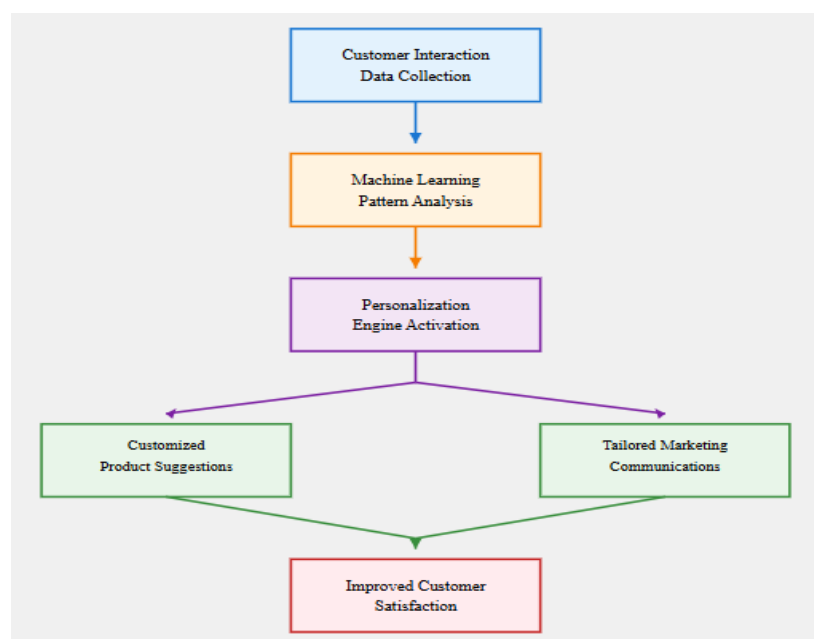 Customer Interaction
Data Collection
Machine Learning
Pattern Analysis
Personalization
Engine Activation
Customized
Product Suggestions
Tailored Marketing
Communications
Improved Customer
Satisfaction